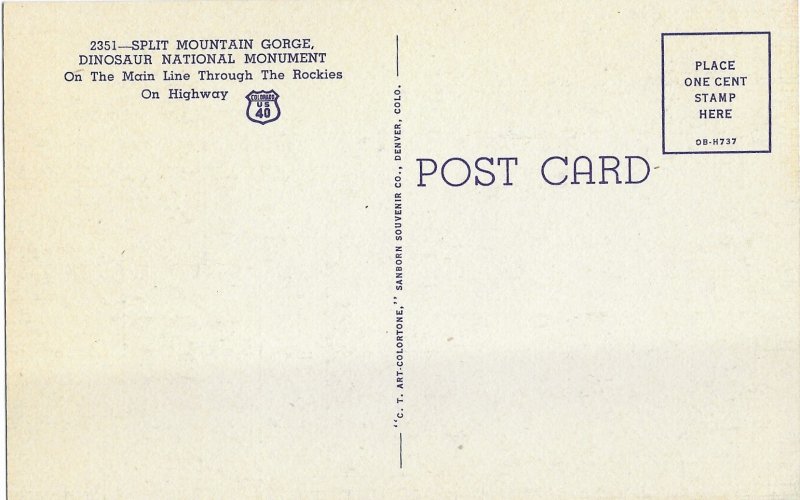 2351—SPLIT MOUNTAIN GORGE,
DINOSAUR NATIONAL MONUMENT
On The Main Line Through The Rockies
On Highway
COLORADO
US
40
"C. T. ART-COLORTONE," SANBORN SOUVENIR CO., DENVER, COLO.
POST CARD
PLACE
ONE CENT
STAMP
HERE
OB-H737